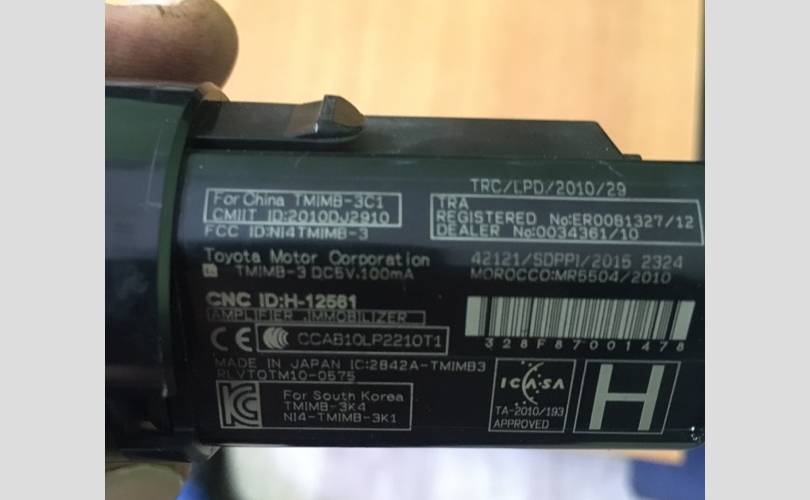 TRC/LPD/2010/29
For China TMIMB-3C1
CMIIT ID:2010DJ2910
FCC ID:NI4TMIMB-3
TRA
REGISTERED No:ER0081327/12
DEALER No:0034361/10
Toyota Motor Corporation
TMIMB-3 DC5V.100mA
42121/SDPPI/2015 2324
MOROCCO:MR5504/2010
CNC ID:H-12561
AMPLIFIER ,IMMOBILIZER
328F87001478
CE
CCAB10LP2210T1
MADE IN JAPAN IC:2842A-TMIMB3
RLVTOTM10-0575
KC
For South Korea
TMIMB-3K4
NI4-TMIMB-3K1
ICASA
TA-2010/193
APPROVED
H